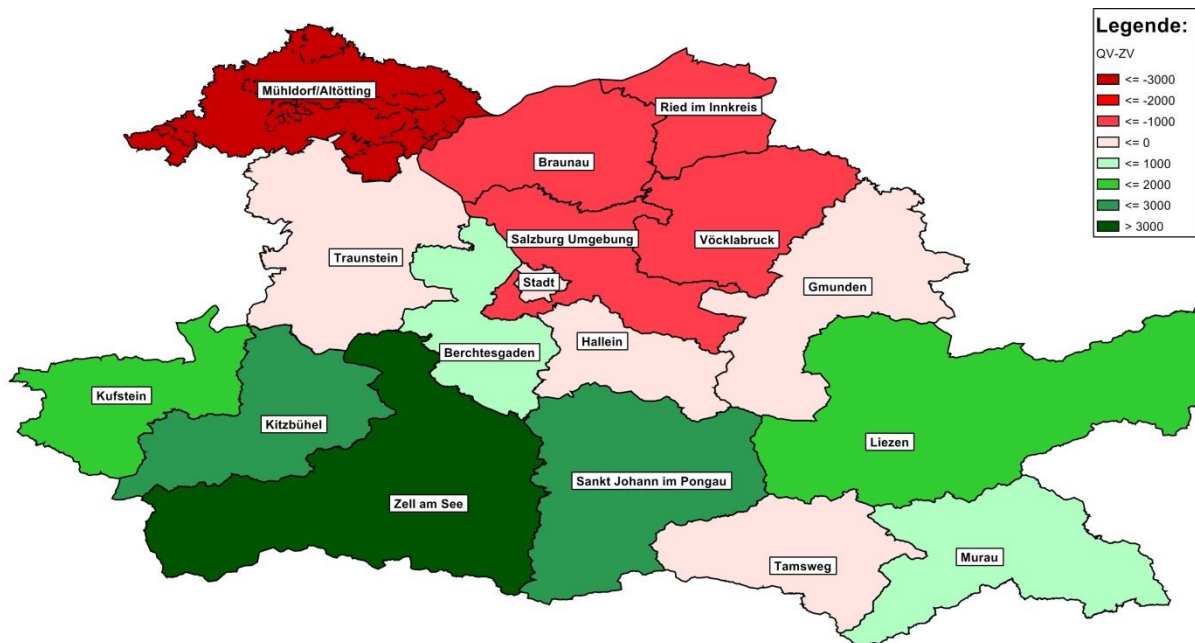 Legende:
QV-ZV
<= -3000
<= -2000
<= -1000
<= 0
<= 1000
<= 2000
<= 3000
> 3000
Mühldorf/Altötting
Ried im Innkreis
Braunau
Salzburg Umgebung
Vöcklabruck
Traunstein
Stadt
Gmunden
Hallein
Berchtesgaden
Kufstein
Kitzbühel
Liezen
Sankt Johann im Pongau
Zell am See
Murau
Tamsweg